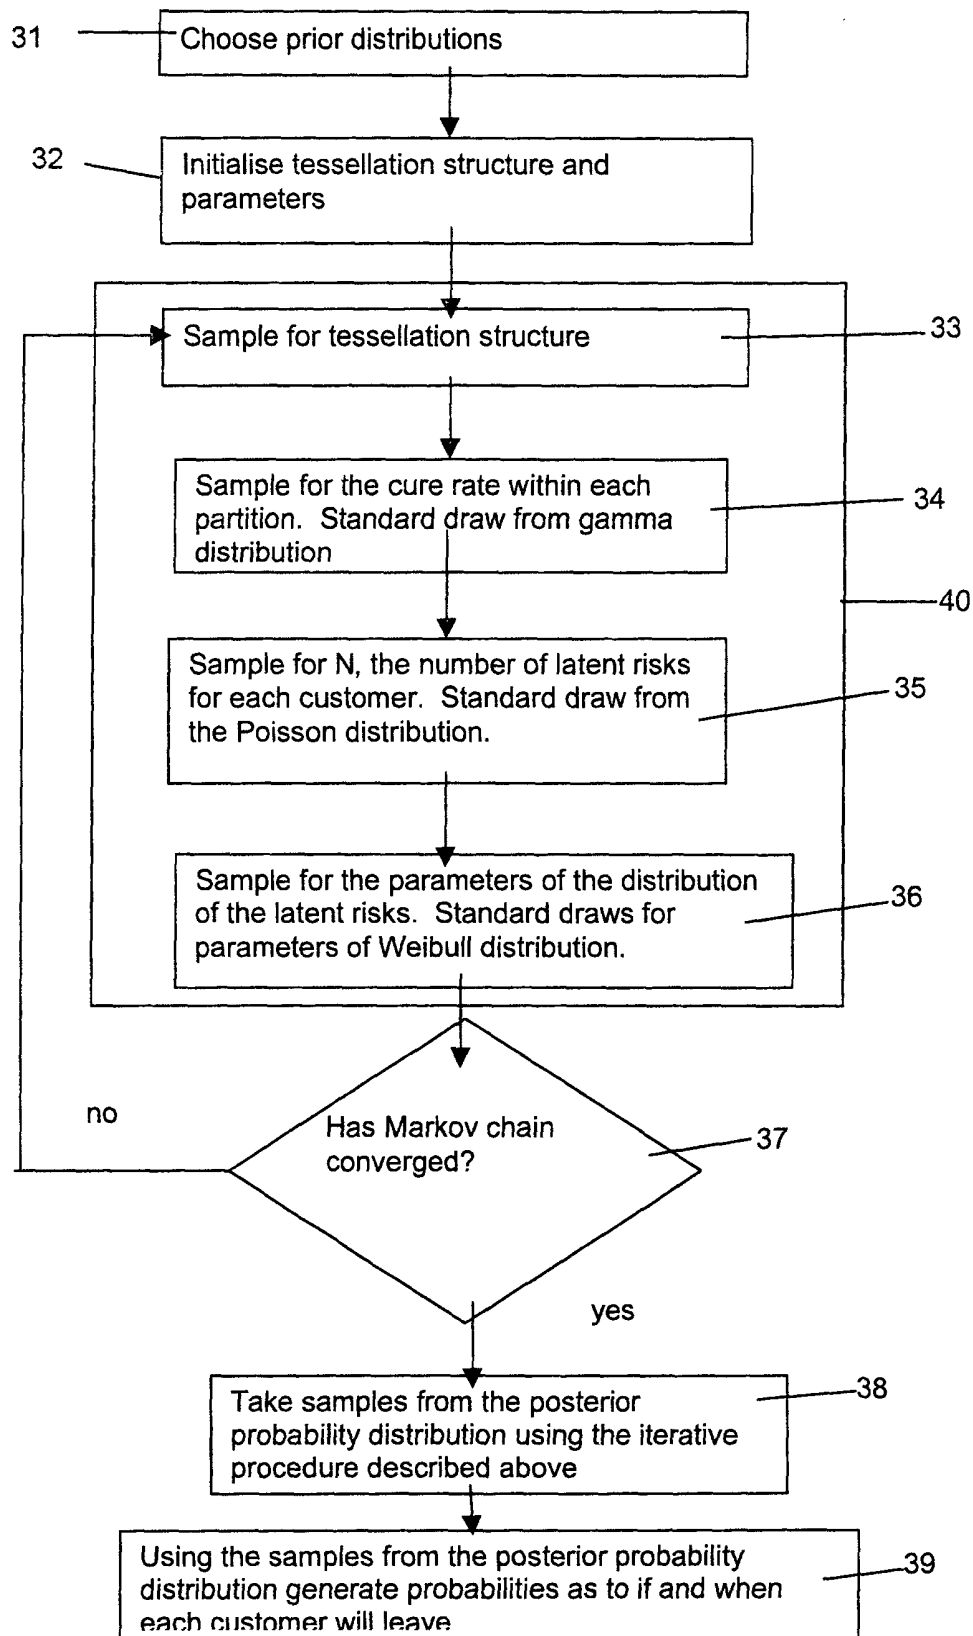 31
Choose prior distributions
32
Initialise tessellation structure and
parameters
Sample for tessellation structure
33
Sample for the cure rate within each
partition. Standard draw from gamma
distribution
34
40
Sample for N, the number of latent risks
for each customer. Standard draw from
the Poisson distribution.
35
Sample for the parameters of the distribution
of the latent risks. Standard draws for
parameters of Weibull distribution.
36
no
Has Markov chain
converged?
37
yes
Take samples from the posterior
probability distribution using the iterative
procedure described above
38
Using the samples from the posterior probability
distribution generate probabilities as to if and when
each customer will leave
39